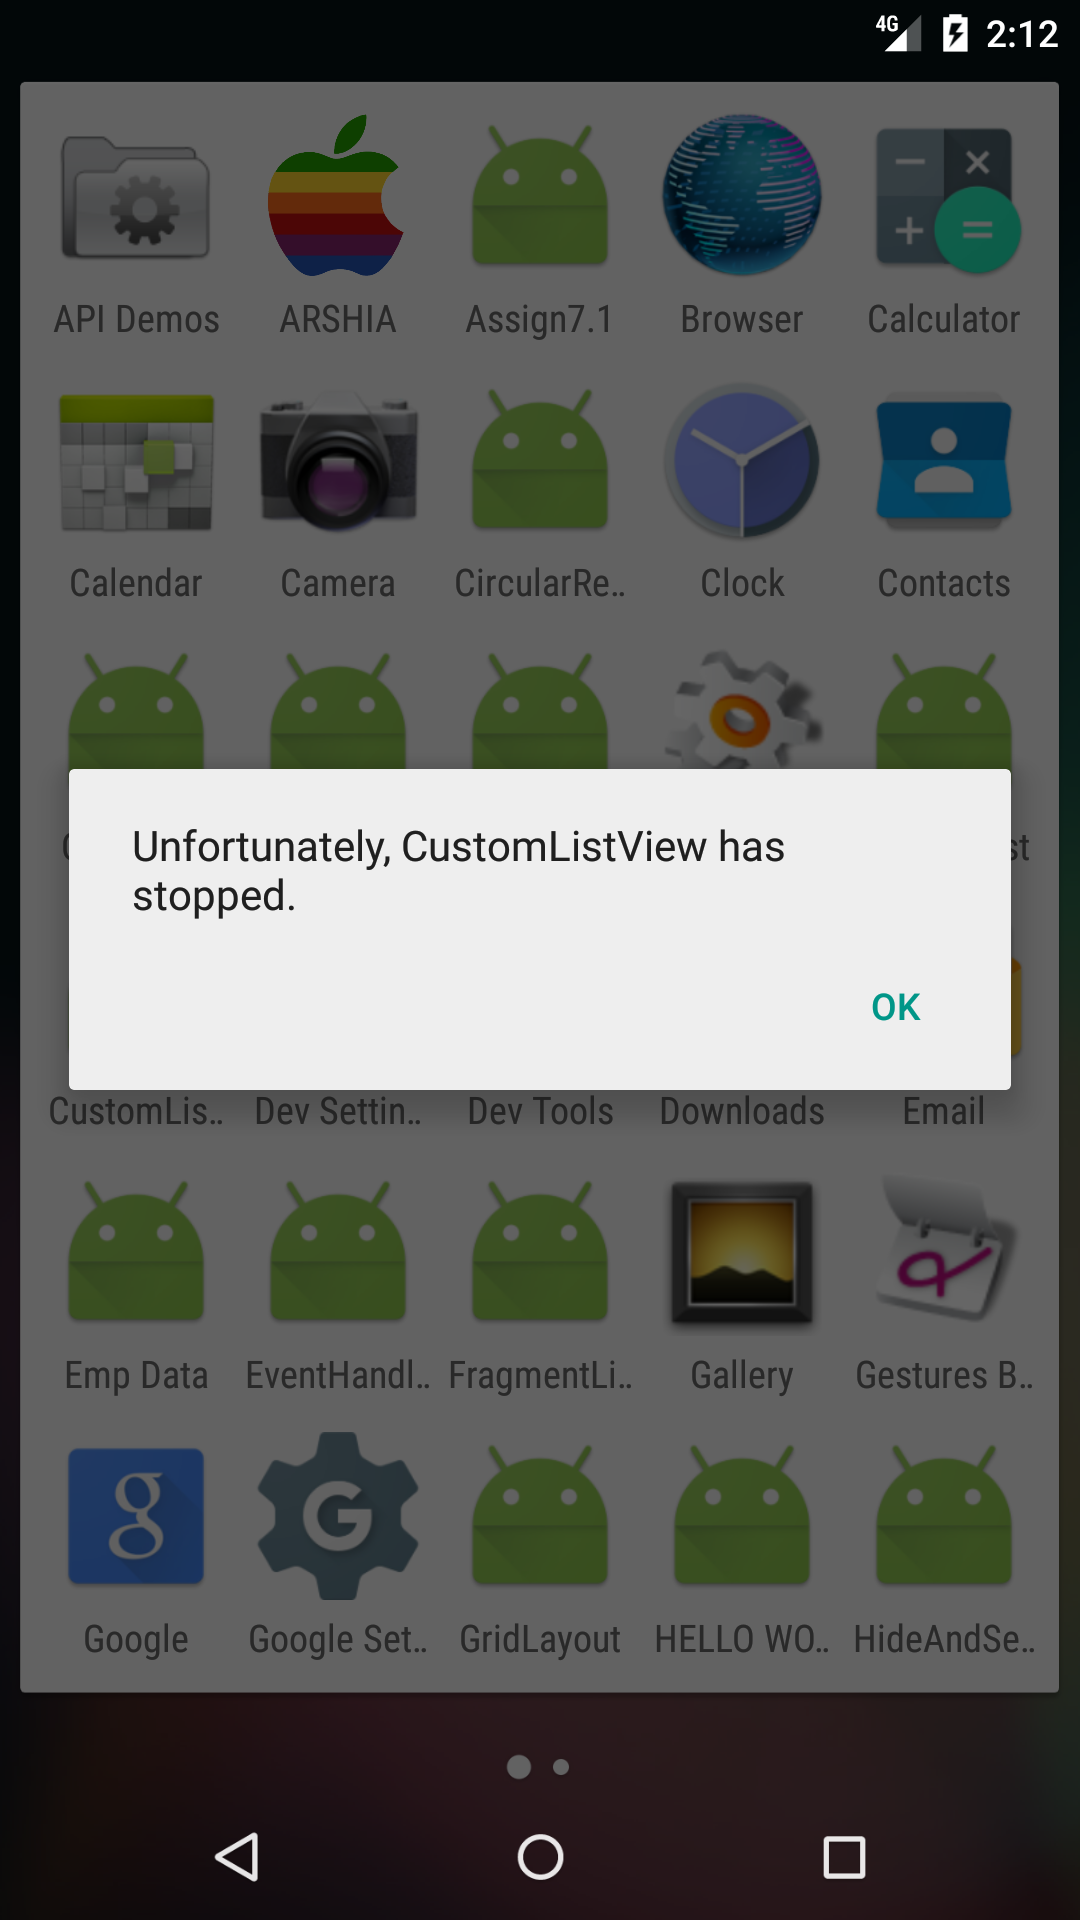 4G 2:12
API Demos ARSHIA Assign7.1 Browser Calculator
Calendar Camera CircularRe… Clock Contacts
Unfortunately, CustomListView has
stopped.
OK
CustomLis… Dev Settin… Dev Tools Downloads Email
Emp Data EventHandl… FragmentLi… Gallery Gestures B…
Google Google Set… GridLayout HELLO WO… HideAndSe…